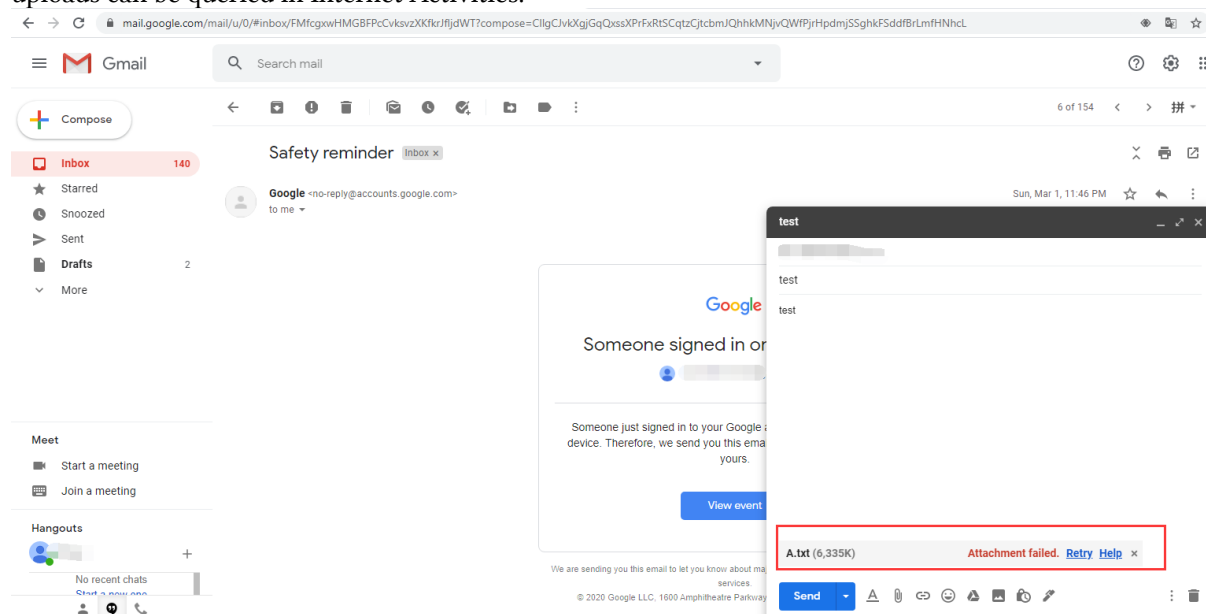 uploads can be queried in Internet Activities.
mail.google.com/mail/u/0/#inbox/FMfcgxwHMGBFPcCvksvzXKfkrJfljdWT?compose=CllgCJvkXgjGqQxssXPrFxRtSCqtzCjtcbmJQhhkMNjvQWfPjrHpdmjSSghkFSddfBrLmfHNhcL
Gmail
Search mail
Compose
6 of 154
拼
Inbox 140
Starred
Snoozed
Sent
Drafts 2
More
Safety reminder Inbox x
Google <no-reply@accounts.google.com>
to me
Sun, Mar 1, 11:46 PM
Google
Someone signed in or
Someone just signed in to your Google
device. Therefore, we send you this ema
yours.
View event
We are sending you this email to let you know about ma
services.
© 2020 Google LLC, 1600 Amphitheatre Parkway
test
test
test
A.txt (6,335K) Attachment failed. Retry Help ×
Send
Meet
Start a meeting
Join a meeting
Hangouts
No recent chats
Start a new one